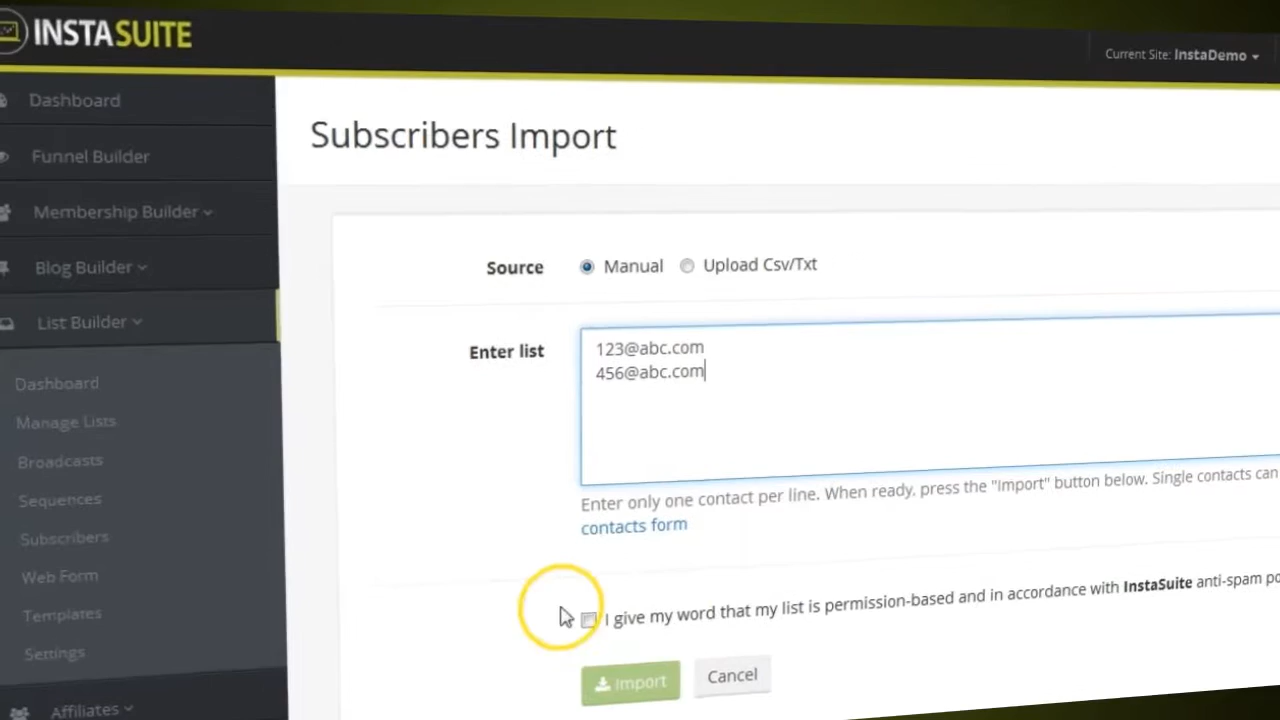 INSTASUITE
Current Site: InstaDemo
Dashboard
Funnel Builder
Membership Builder
Blog Builder
List Builder
Dashboard
Manage Lists
Broadcasts
Sequences
Subscribers
Web Form
Templates
Settings
Affiliates
Subscribers Import
Source
Manual
Upload Csv/Txt
Enter list
123@abc.com
456@abc.com
Enter only one contact per line. When ready, press the "Import" button below. Single contacts can
contacts form
I give my word that my list is permission-based and in accordance with InstaSuite anti-spam po
Import
Cancel